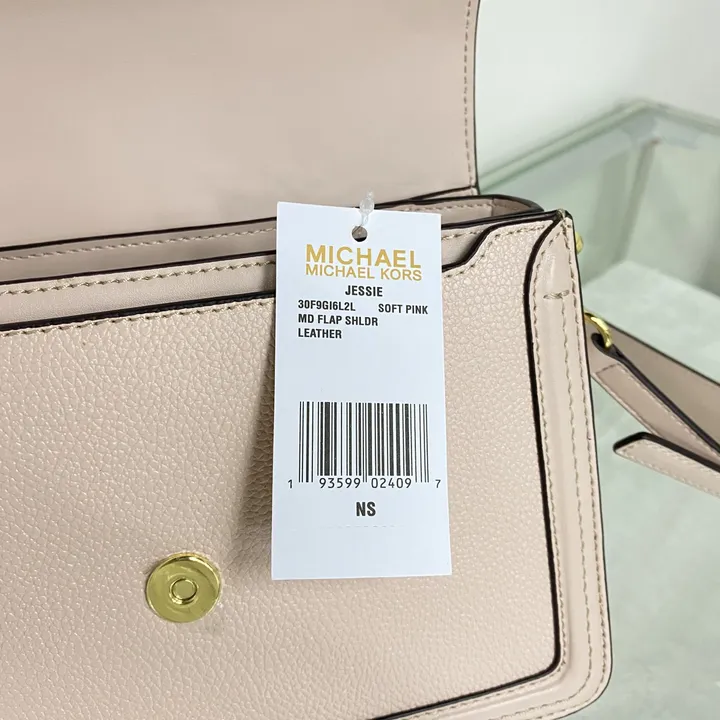 MICHAEL
MICHAEL KORS
JESSIE
30F9GI6L2L SOFT PINK
MD FLAP SHLDR
LEATHER
1 93599 02409 7
NS